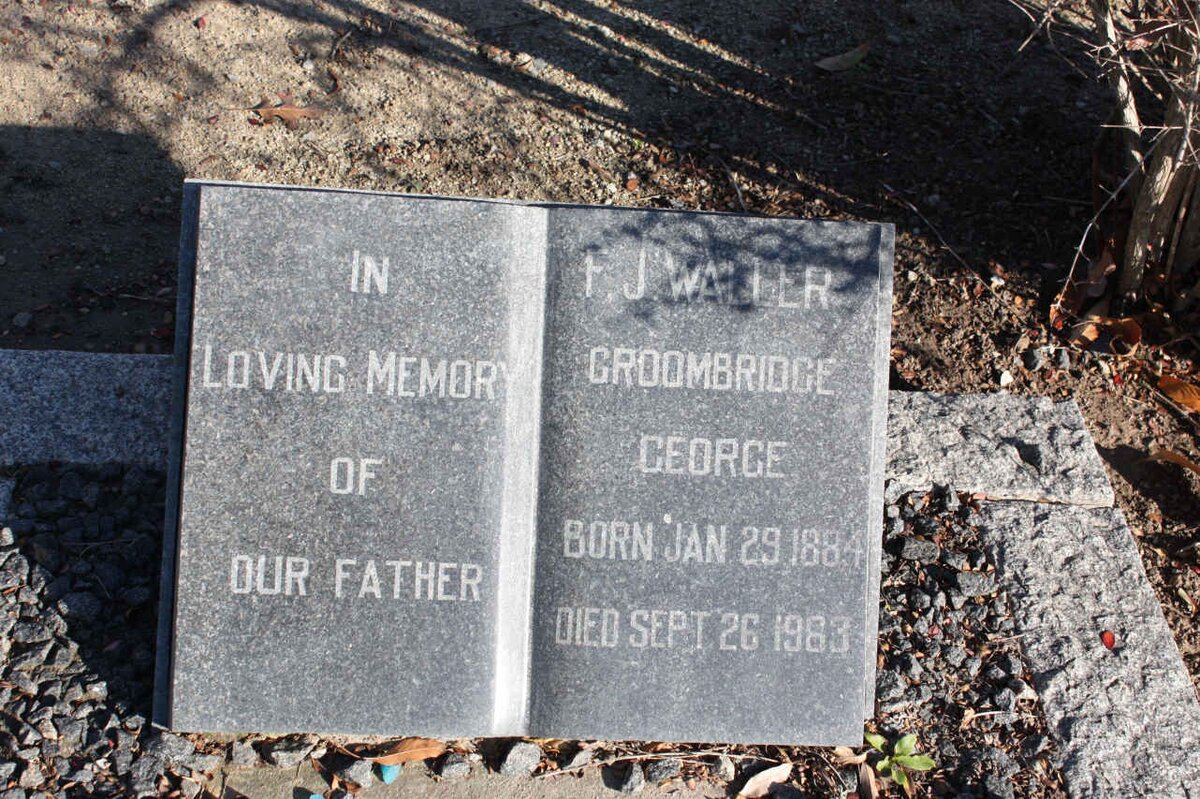 IN
LOVING MEMORY
OF
OUR FATHER
F. J. WALLER
GROOMBRIDGE
GEORGE
BORN JAN 29 1884
DIED SEPT 26 1983